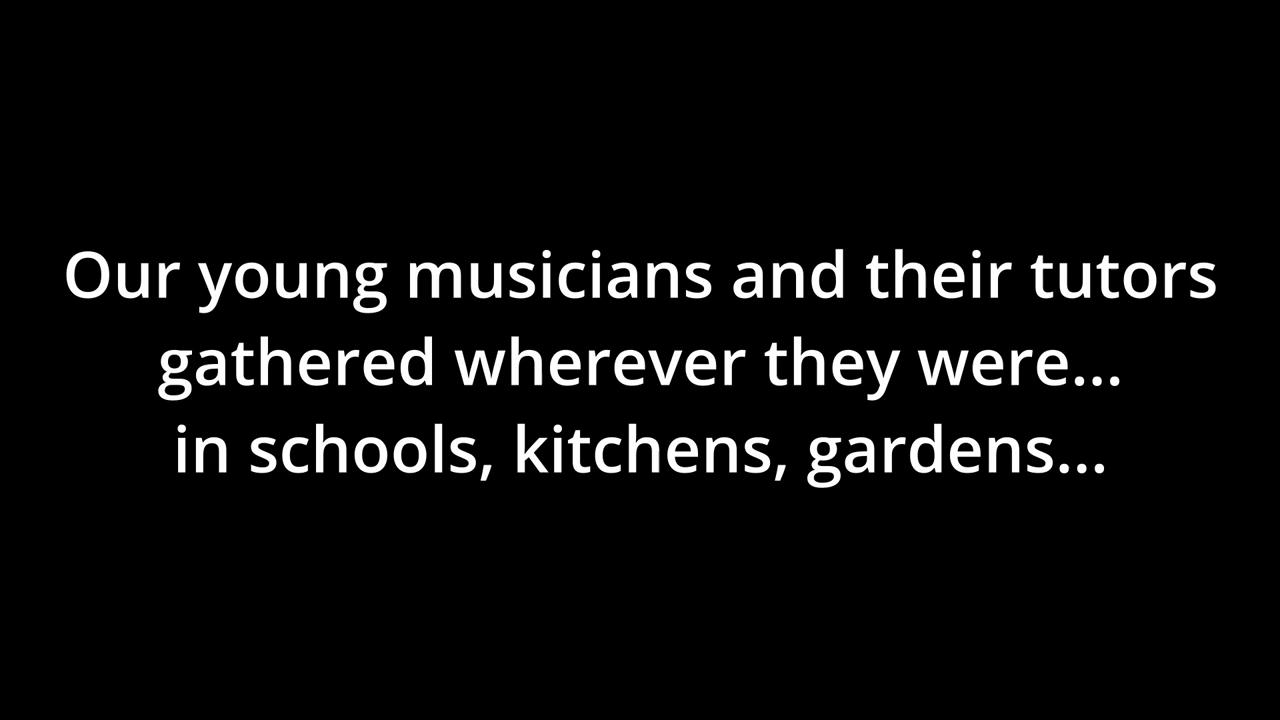 Our young musicians and their tutors
gathered wherever they were...
in schools, kitchens, gardens...